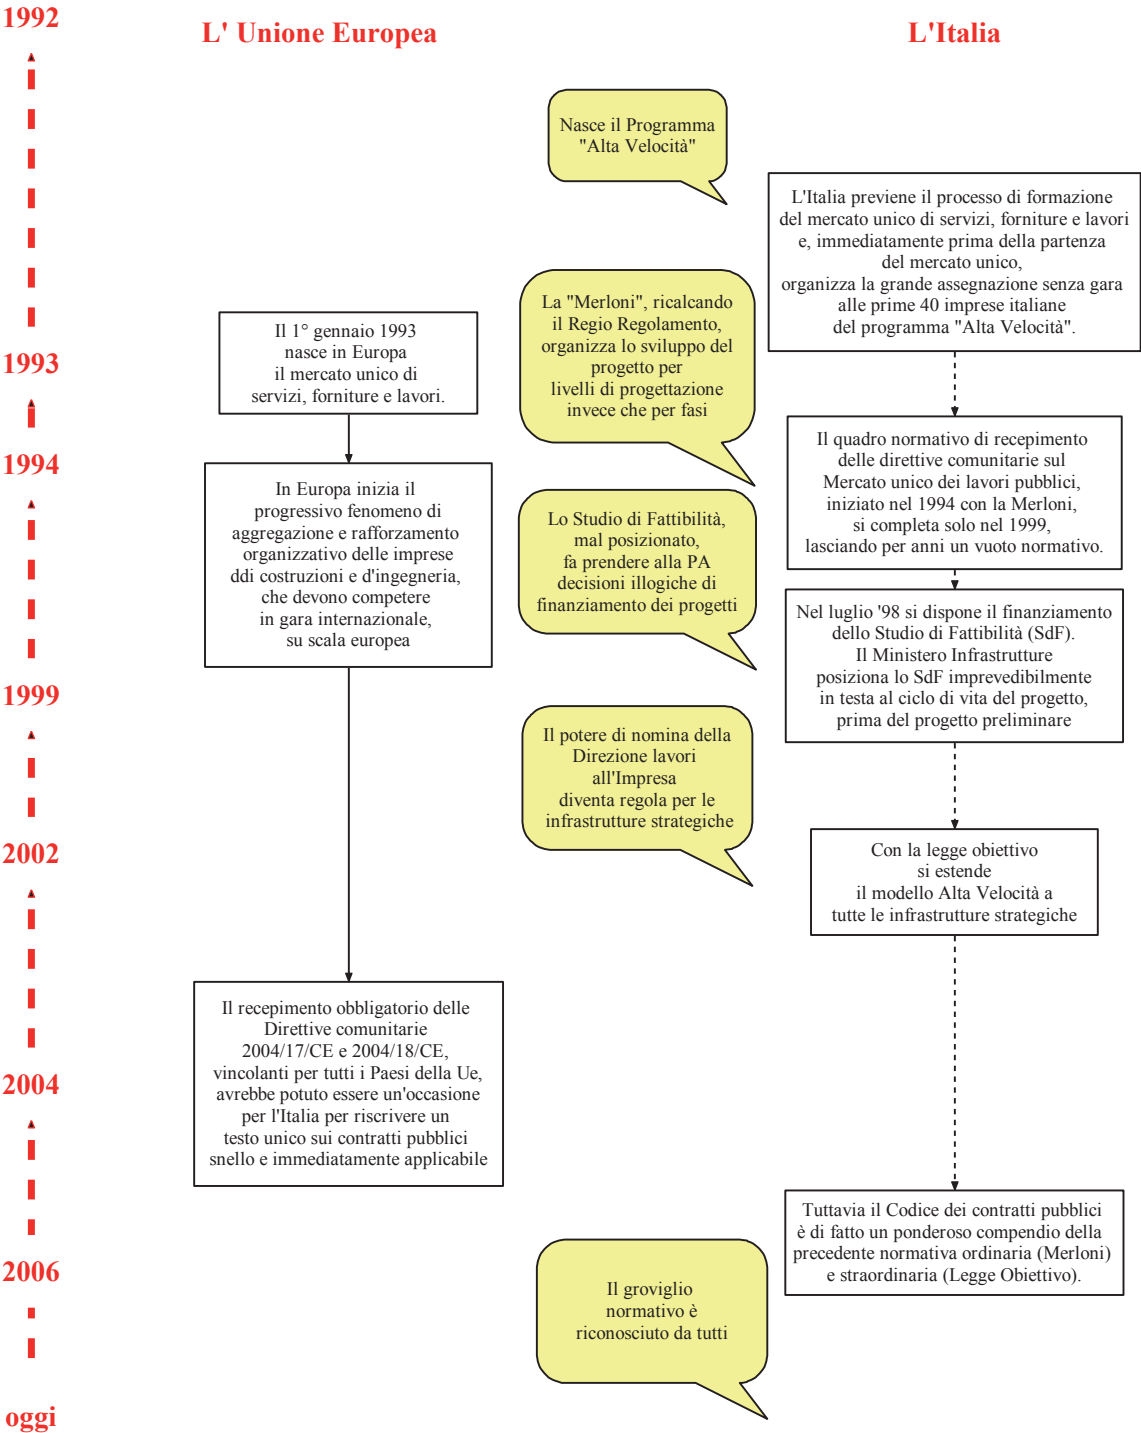 1992
L' Unione Europea
L'Italia
Nasce il Programma
"Alta Velocità"
L'Italia previene il processo di formazione
del mercato unico di servizi, forniture e lavori
e, immediatamente prima della partenza
del mercato unico,
organizza la grande assegnazione senza gara
alle prime 40 imprese italiane
del programma "Alta Velocità".
La "Merloni", ricalcando
il Regio Regolamento,
organizza lo sviluppo del
progetto per
livelli di progettazione
invece che per fasi
Il 1° gennaio 1993
nasce in Europa
il mercato unico di
servizi, forniture e lavori.
1993
Il quadro normativo di recepimento
delle direttive comunitarie sul
Mercato unico dei lavori pubblici,
iniziato nel 1994 con la Merloni,
si completa solo nel 1999,
lasciando per anni un vuoto normativo.
1994
In Europa inizia il
progressivo fenomeno di
aggregazione e rafforzamento
organizzativo delle imprese
ddi costruzioni e d'ingegneria,
che devono competere
in gara internazionale,
su scala europea
Lo Studio di Fattibilità,
mal posizionato,
fa prendere alla PA
decisioni illogiche di
finanziamento dei progetti
Nel luglio '98 si dispone il finanziamento
dello Studio di Fattibilità (SdF).
Il Ministero Infrastrutture
posiziona lo SdF imprevedibilmente
in testa al ciclo di vita del progetto,
prima del progetto preliminare
1999
Il potere di nomina della
Direzione lavori
all'Impresa
diventa regola per le
infrastrutture strategiche
2002
Con la legge obiettivo
si estende
il modello Alta Velocità a
tutte le infrastrutture strategiche
Il recepimento obbligatorio delle
Direttive comunitarie
2004/17/CE e 2004/18/CE,
vincolanti per tutti i Paesi della Ue,
avrebbe potuto essere un'occasione
per l'Italia per riscrivere un
testo unico sui contratti pubblici
snello e immediatamente applicabile
2004
Tuttavia il Codice dei contratti pubblici
è di fatto un ponderoso compendio della
precedente normativa ordinaria (Merloni)
e straordinaria (Legge Obiettivo).
2006
Il groviglio
normativo è
riconosciuto da tutti
oggi